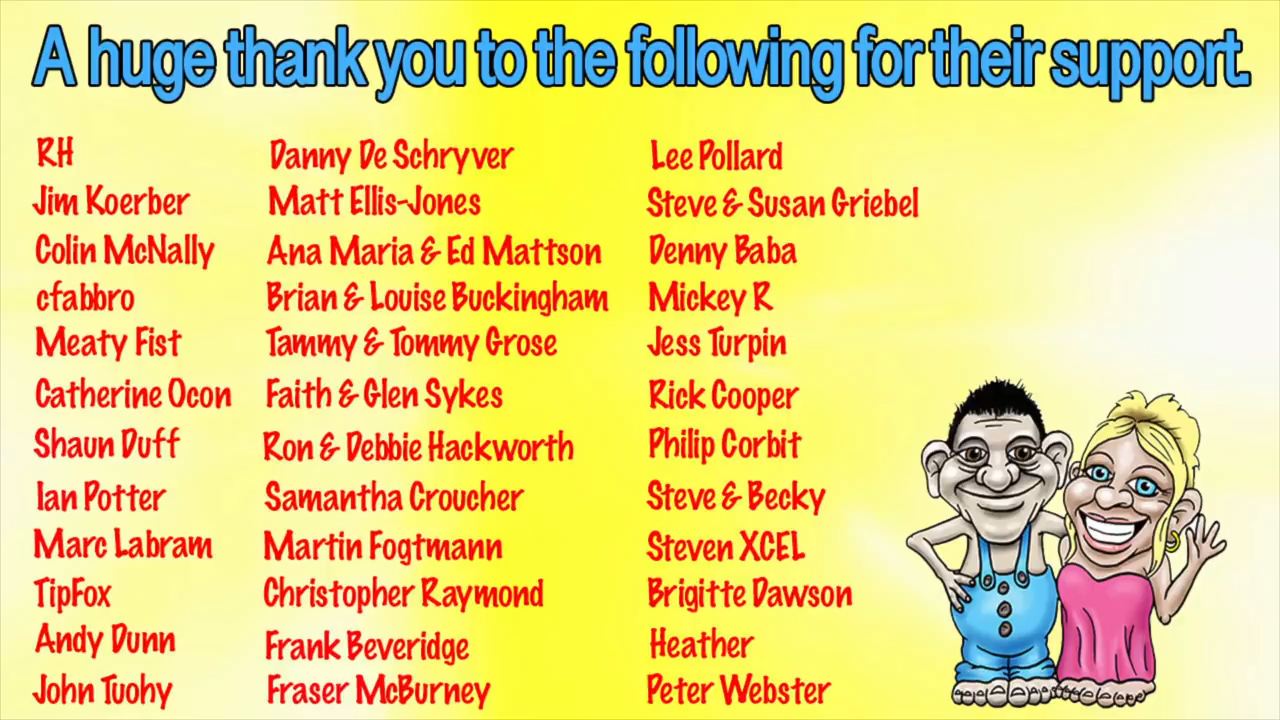 A huge thank you to the following for their support.
RH
Jim Koerber
Colin McNally
cfabbro
Meaty Fist
Catherine Ocon
Shaun Duff
Ian Potter
Marc Labram
TipFox
Andy Dunn
John Tuohy
Danny De Schryver
Matt Ellis-Jones
Ana Maria & Ed Mattson
Brian & Louise Buckingham
Tammy & Tommy Grose
Faith & Glen Sykes
Ron & Debbie Hackworth
Samantha Croucher
Martin Fogtmann
Christopher Raymond
Frank Beveridge
Fraser McBurney
Lee Pollard
Steve & Susan Griebel
Denny Baba
Mickey R
Jess Turpin
Rick Cooper
Philip Corbit
Steve & Becky
Steven XCEL
Brigitte Dawson
Heather
Peter Webster